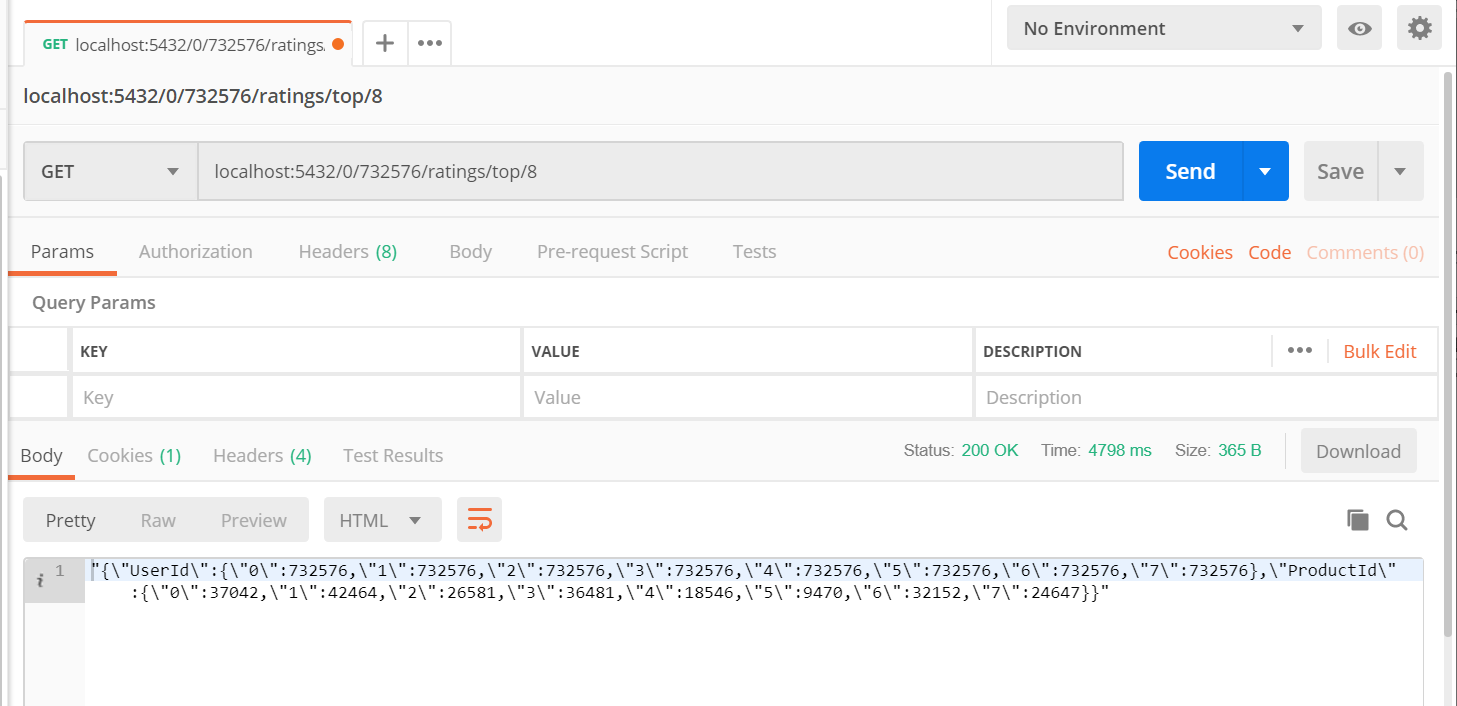 GET localhost:5432/0/732576/ratings.
No Environment
localhost:5432/0/732576/ratings/top/8
GET localhost:5432/0/732576/ratings/top/8 Send Save
Params Authorization Headers (8) Body Pre-request Script Tests Cookies Code Comments (0)
Query Params
KEY VALUE DESCRIPTION ••• Bulk Edit
Key Value Description
Body Cookies (1) Headers (4) Test Results Status: 200 OK Time: 4798 ms Size: 365 B Download
Pretty Raw Preview HTML
i 1 "{\"UserId\":{\"0\":732576,\"1\":732576,\"2\":732576,\"3\":732576,\"4\":732576,\"5\":732576,\"6\":732576,\"7\":732576},\"ProductId\"
:{\"0\":37042,\"1\":42464,\"2\":26581,\"3\":36481,\"4\":18546,\"5\":9470,\"6\":32152,\"7\":24647}}"